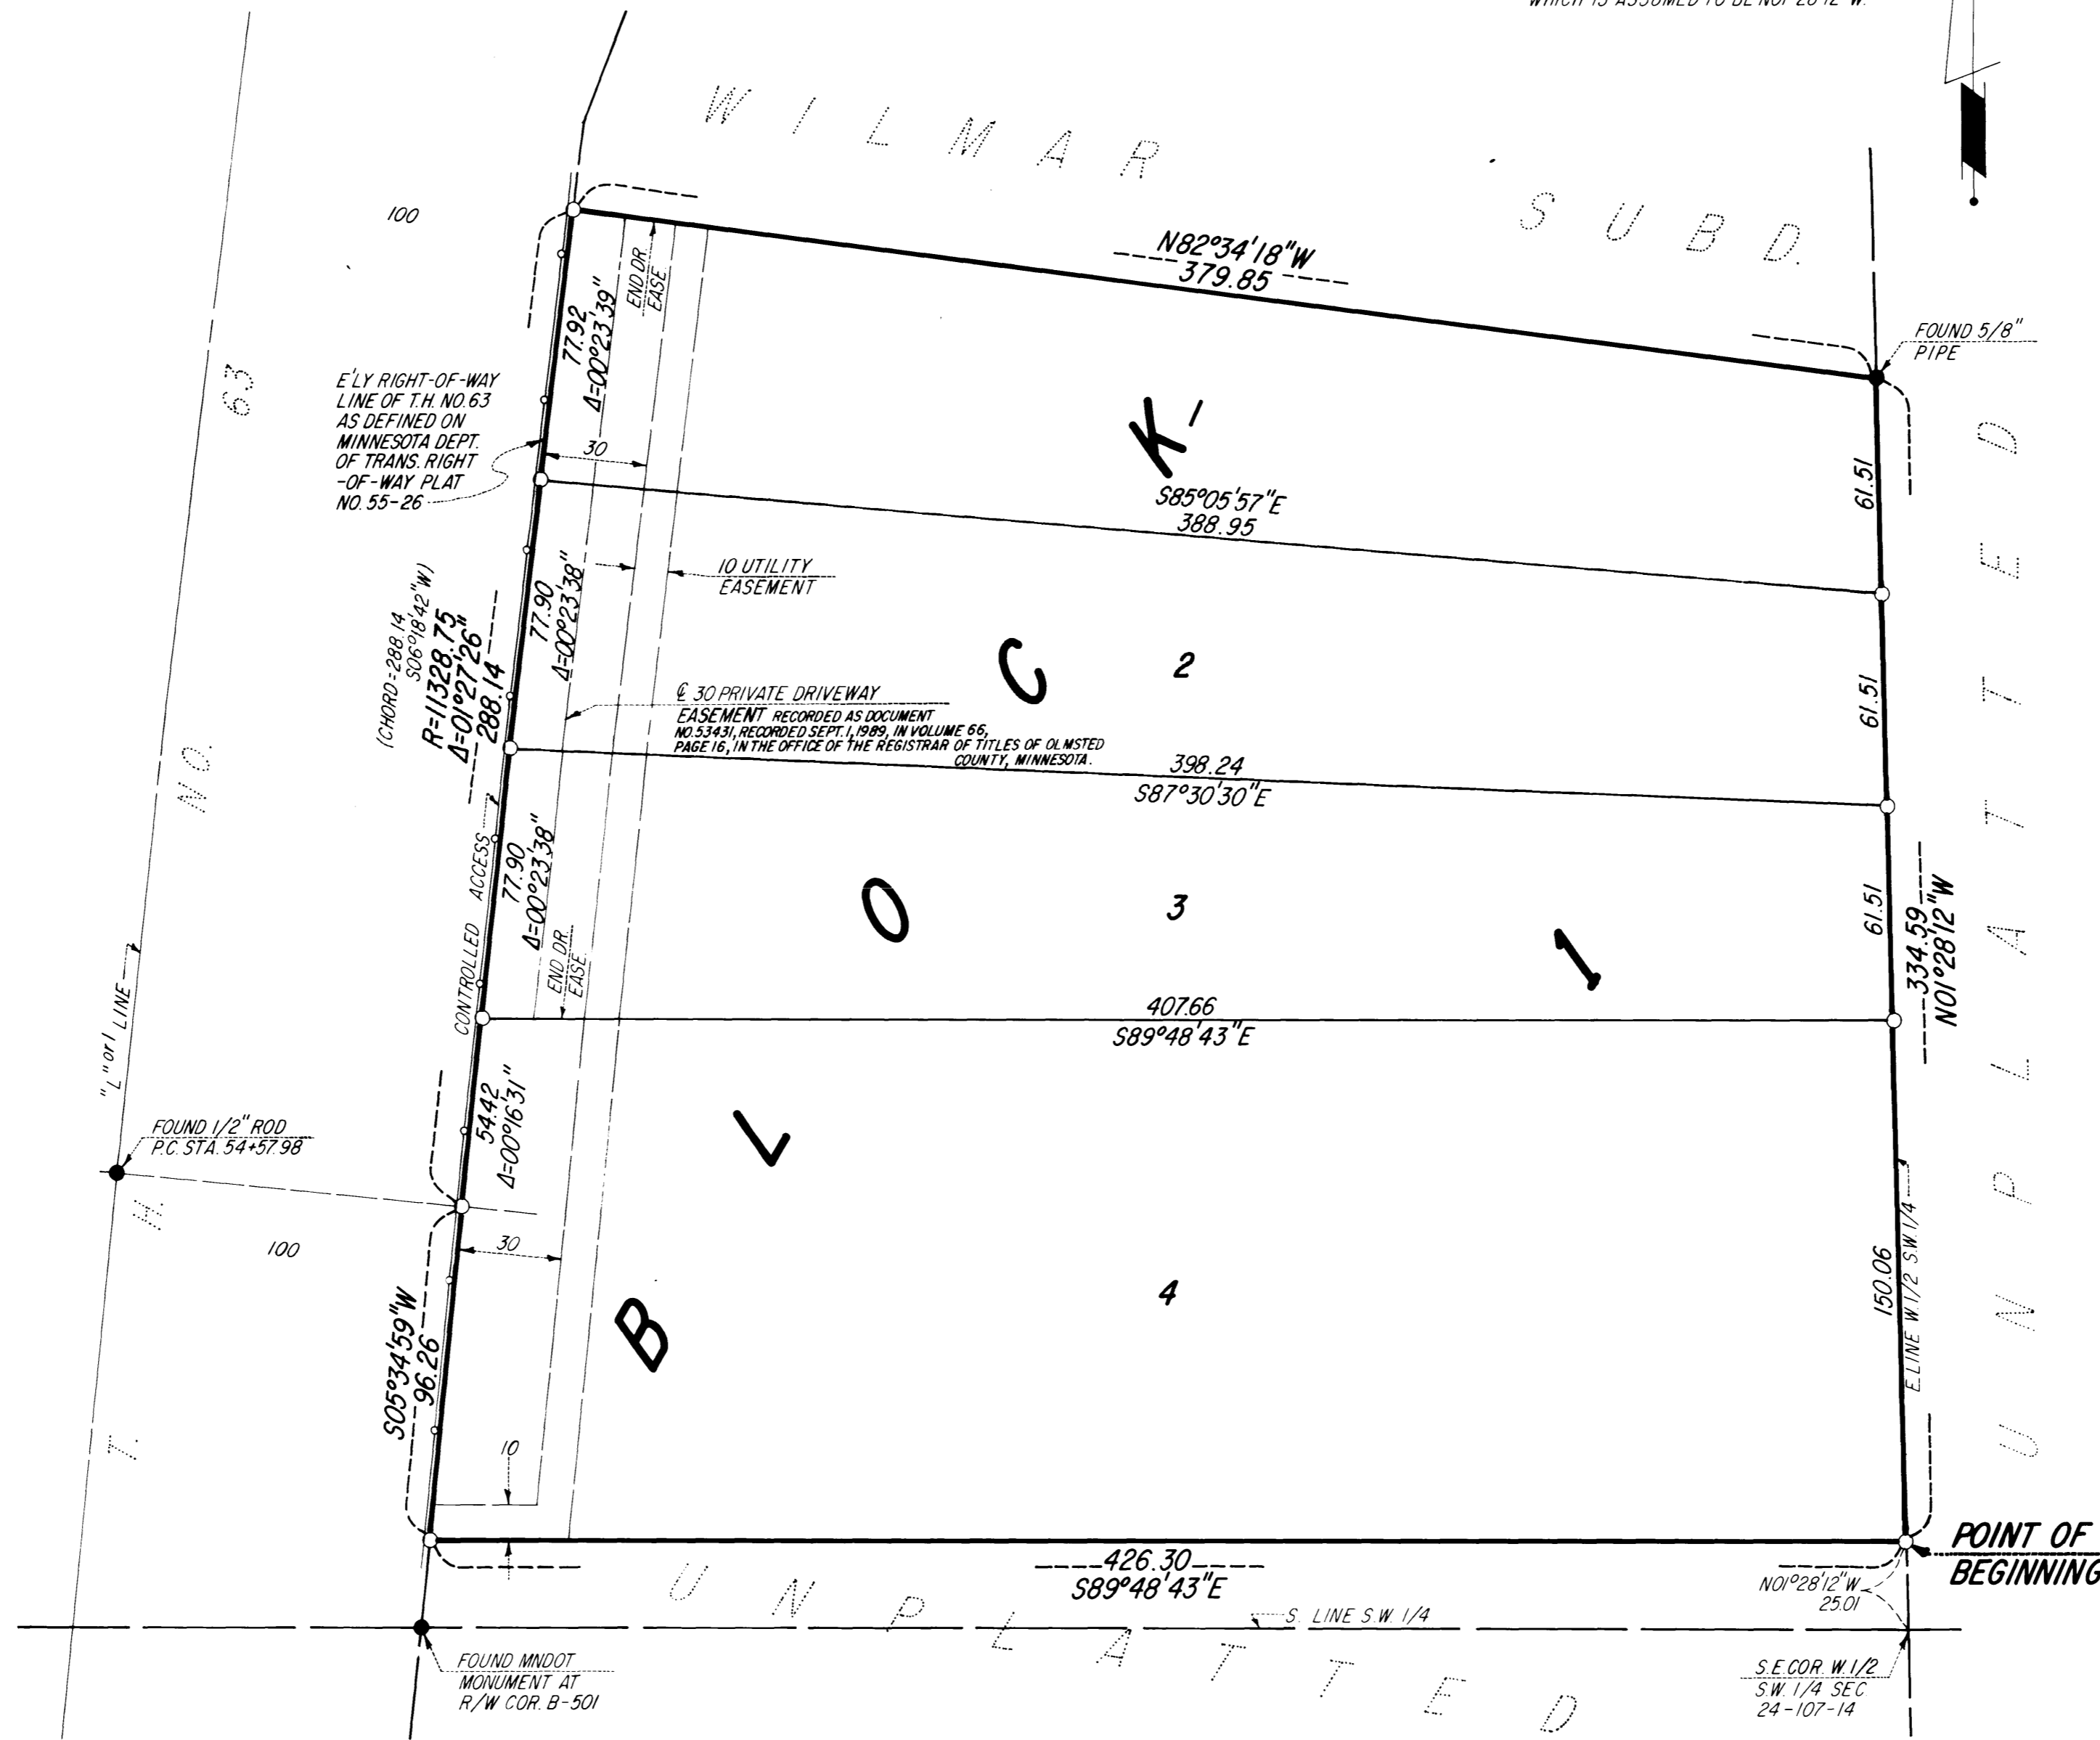 WHICH IS ASSUMED TO BE N01°28'12"W.
WILMAR SUBD.
100
N82°34'18"W
379.85
FOUND 5/8"
PIPE
END DR.
EASE.
77.92
Δ=00°23'39"
E'LY RIGHT-OF-WAY
LINE OF T.H. NO. 63
AS DEFINED ON
MINNESOTA DEPT.
OF TRANS. RIGHT
-OF-WAY PLAT
NO. 55-26
30
1
S85°05'57"E
388.95
61.51
10 UTILITY
EASEMENT
77.90
Δ=00°23'38"
(CHORD=288.14
S06°18'42"W)
R=11328.75
Δ=01°27'26"
288.14
2
61.51
℄ 30 PRIVATE DRIVEWAY
EASEMENT RECORDED AS DOCUMENT
NO. 53431, RECORDED SEPT. 1, 1989, IN VOLUME 66,
PAGE 16, IN THE OFFICE OF THE REGISTRAR OF TITLES OF OLMSTED
COUNTY, MINNESOTA.
398.24
S87°30'30"E
CONTROLLED ACCESS
77.90
Δ=00°23'38"
END DR.
EASE.
3
61.51
334.59
N01°28'12"W
407.66
S89°48'43"E
BLOCK 1
"L" or 1 LINE
FOUND 1/2" ROD
P.C. STA. 54+57.98
54.42
Δ=00°16'31"
T. H. NO. 63
100
30
4
150.06
E. LINE W. 1/2 S.W. 1/4
UNPLATTED
S05°34'59"W
96.26
10
426.30
S89°48'43"E
POINT OF
BEGINNING
N01°28'12"W
25.01
UNPLATTED
S. LINE S.W. 1/4
FOUND MNDOT
MONUMENT AT
R/W COR. B-501
S.E. COR. W. 1/2
S.W. 1/4 SEC
24-107-14